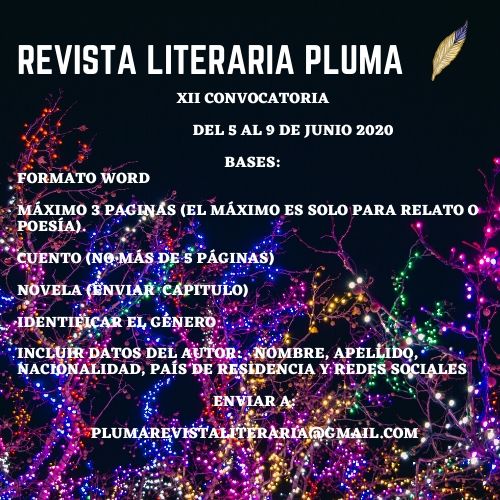 REVISTA LITERARIA PLUMA
XII CONVOCATORIA
DEL 5 AL 9 DE JUNIO 2020
BASES:
FORMATO WORD
MÁXIMO 3 PAGINAS (EL MÁXIMO ES SOLO PARA RELATO O
POESÍA).
CUENTO (NO MÁS DE 5 PÁGINAS)
NOVELA (ENVIAR CAPITULO)
IDENTIFICAR EL GÉNERO
INCLUIR DATOS DEL AUTOR: NOMBRE, APELLIDO,
NACIONALIDAD, PAÍS DE RESIDENCIA Y REDES SOCIALES
ENVIAR A:
PLUMAREVISTALITERARIA@GMAIL.COM